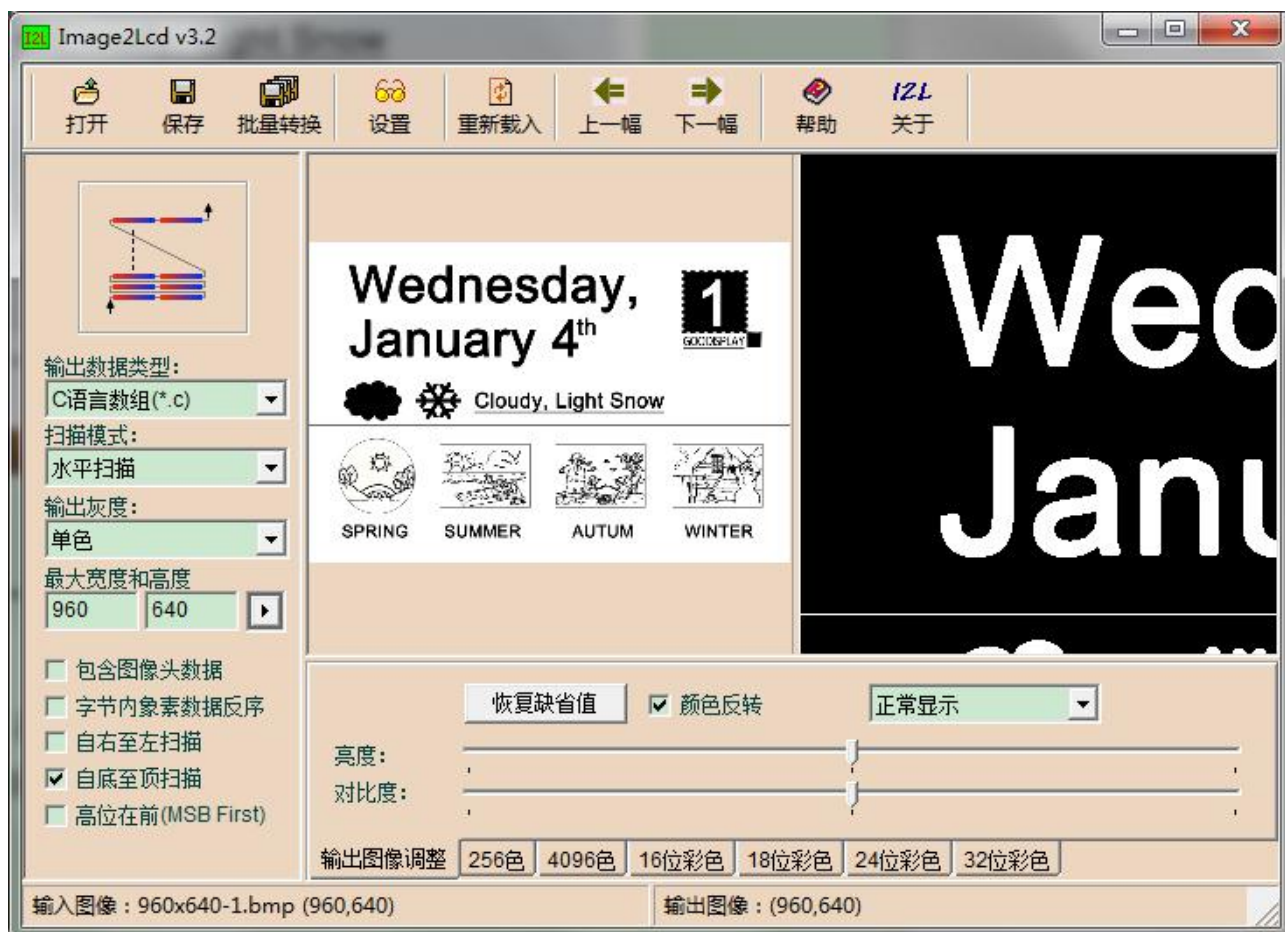 I2L Image2Lcd v3.2
打开 保存 批量转换 设置 重新载入 上一幅 下一幅 帮助 关于
I2L
输出数据类型:
C语言数组(*.c)
扫描模式:
水平扫描
输出灰度:
单色
最大宽度和高度
960 640
包含图像头数据
字节内象素数据反序
自右至左扫描
自底至顶扫描
高位在前(MSB First)
Wednesday,
January 4th
1
GOODISPLAY
Cloudy, Light Snow
SPRING SUMMER AUTUM WINTER
Wed
Janu
恢复缺省值 颜色反转 正常显示
亮度:
对比度:
输出图像调整 256色 4096色 16位彩色 18位彩色 24位彩色 32位彩色
输入图像:960x640-1.bmp (960,640) 输出图像:(960,640)